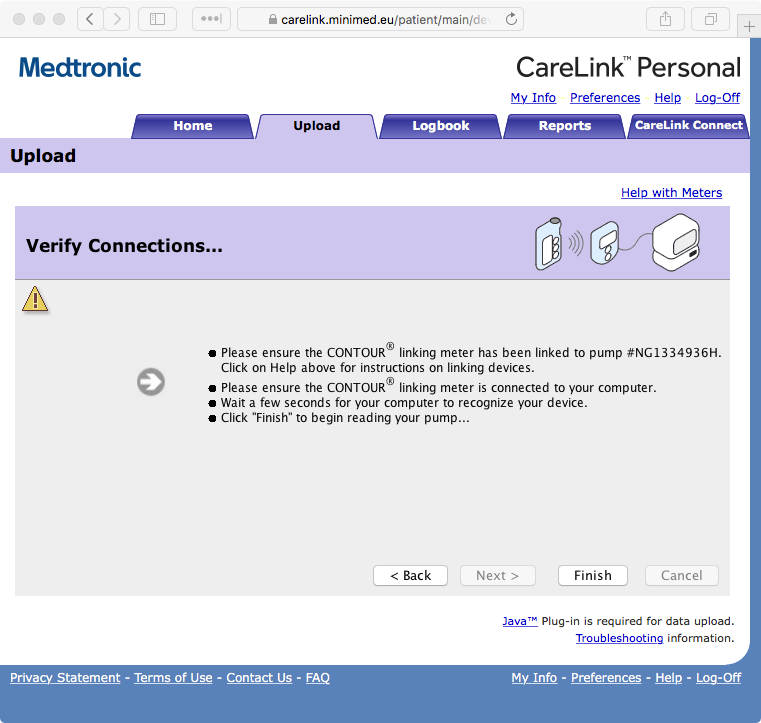 carelink.minimed.eu/patient/main/de
Medtronic
CareLink™ Personal
My Info Preferences Help Log-Off
Home Upload Logbook Reports CareLink Connect
Upload
Help with Meters
Verify Connections...
● Please ensure the CONTOUR® linking meter has been linked to pump #NG1334936H.
Click on Help above for instructions on linking devices.
● Please ensure the CONTOUR® linking meter is connected to your computer.
● Wait a few seconds for your computer to recognize your device.
● Click "Finish" to begin reading your pump...
< Back Next > Finish Cancel
Java™ Plug-in is required for data upload.
Troubleshooting information.
Privacy Statement - Terms of Use - Contact Us - FAQ My Info - Preferences - Help - Log-Off